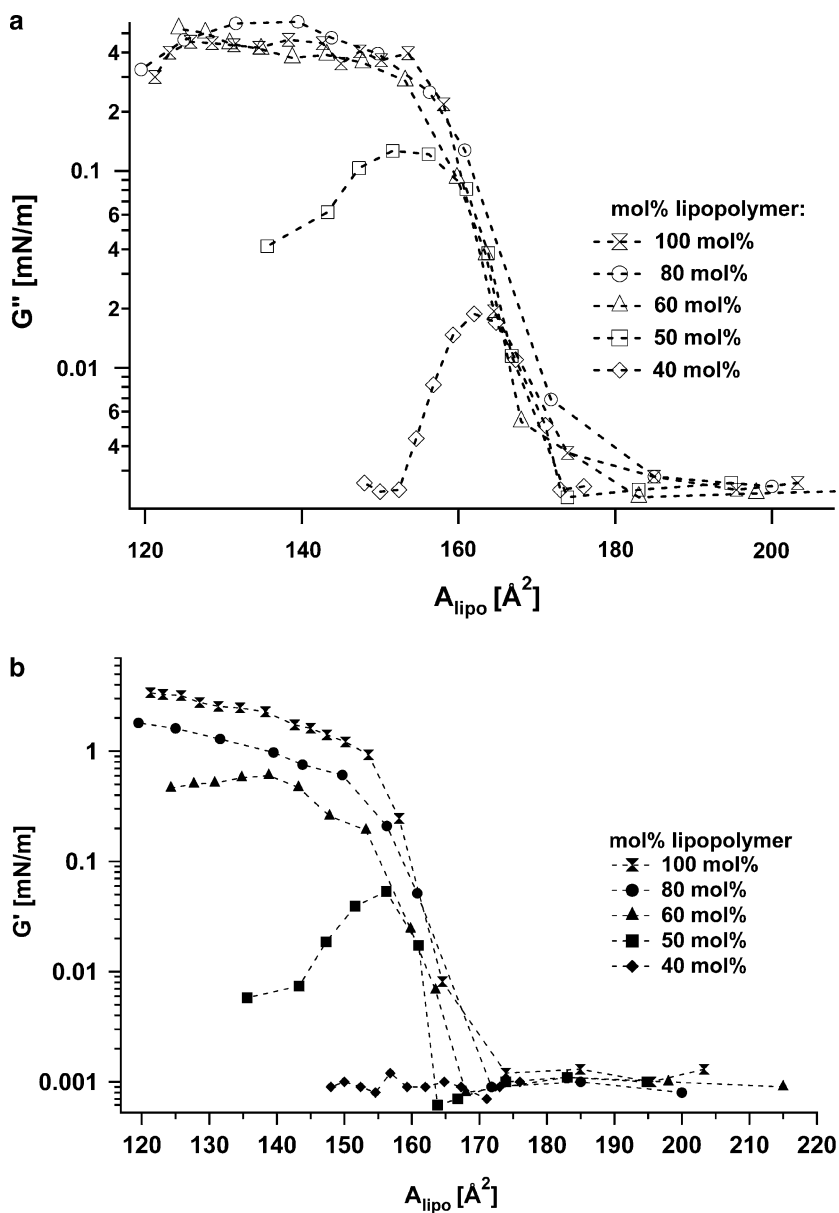 a
4
2
0.1
6
4
2
0.01
6
4
G" [mN/m]
mol% lipopolymer:
100 mol%
80 mol%
60 mol%
50 mol%
40 mol%
120 140 160 180 200
A_lipo [Å²]
b
1
0.1
0.01
0.001
G' [mN/m]
mol% lipopolymer
100 mol%
80 mol%
60 mol%
50 mol%
40 mol%
120 130 140 150 160 170 180 190 200 210 220
A_lipo [Å²]